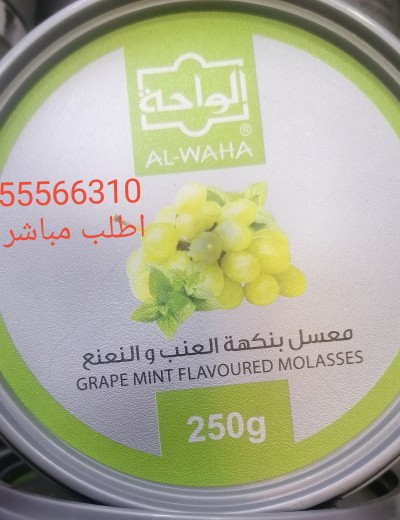 الواحة
®
AL-WAHA
55566310
اطلب مباشر
معسل بنكهة العنب و النعنع
GRAPE MINT FLAVOURED MOLASSES
250g